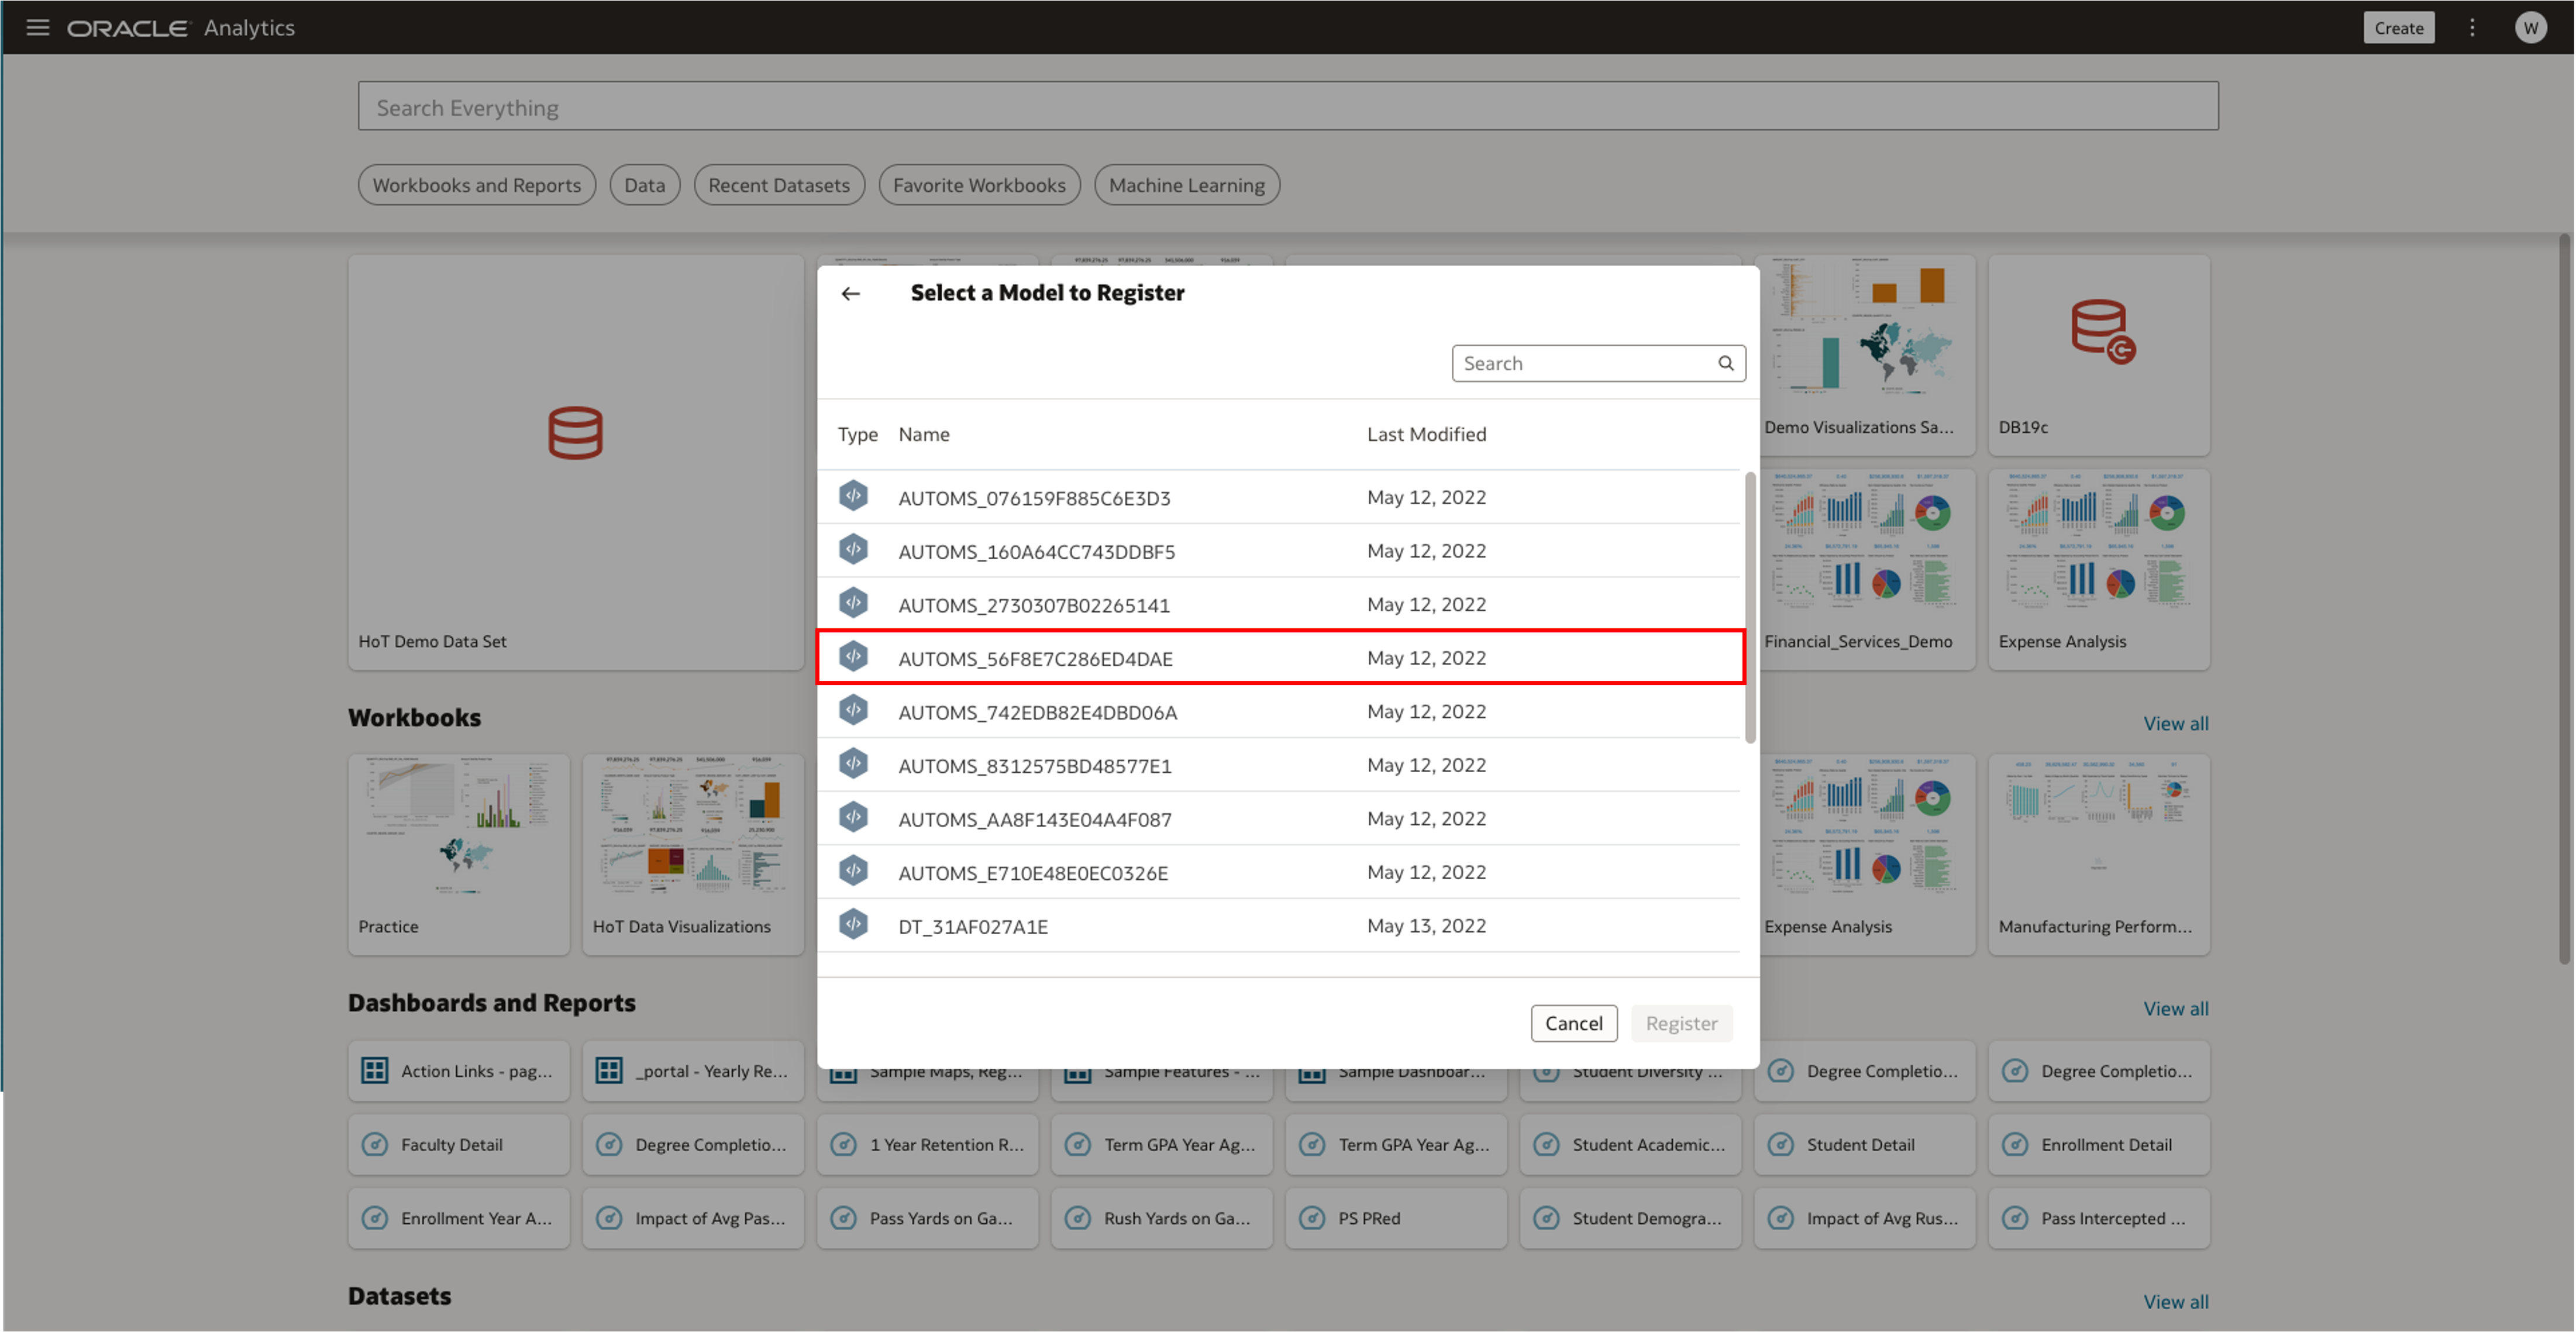 ORACLE Analytics
Create
W
Search Everything
Workbooks and Reports
Data
Recent Datasets
Favorite Workbooks
Machine Learning
HoT Demo Data Set
Demo Visualizations Sa...
DB19c
Financial_Services_Demo
Expense Analysis
Select a Model to Register
Search
Type Name Last Modified
AUTOMS_076159F885C6E3D3 May 12, 2022
AUTOMS_160A64CC743DDBF5 May 12, 2022
AUTOMS_2730307B02265141 May 12, 2022
AUTOMS_56F8E7C286ED4DAE May 12, 2022
AUTOMS_742EDB82E4DBD06A May 12, 2022
AUTOMS_8312575BD48577E1 May 12, 2022
AUTOMS_AA8F143E04A4F087 May 12, 2022
AUTOMS_E710E48E0EC0326E May 12, 2022
DT_31AF027A1E May 13, 2022
Cancel
Register
Workbooks
View all
Practice
HoT Data Visualizations
Expense Analysis
Manufacturing Perform...
Dashboards and Reports
View all
Action Links - pag...
_portal - Yearly Re...
Sample Maps, Reg...
Sample Features - ...
Sample Dashboar...
Student Diversity ...
Degree Completio...
Degree Completio...
Faculty Detail
Degree Completio...
1 Year Retention R...
Term GPA Year Ag...
Term GPA Year Ag...
Student Academic...
Student Detail
Enrollment Detail
Enrollment Year A...
Impact of Avg Pas...
Pass Yards on Ga...
Rush Yards on Ga...
PS PRed
Student Demogra...
Impact of Avg Rus...
Pass Intercepted ...
Datasets
View all